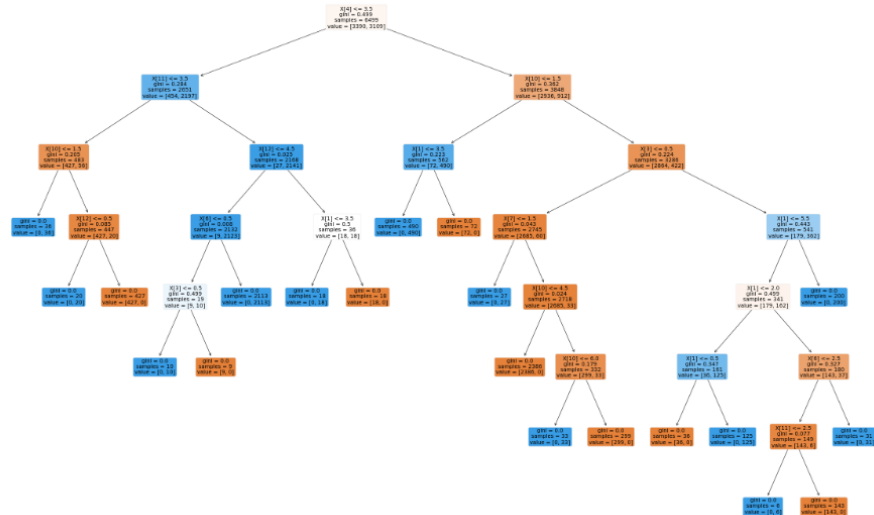 X[4] <= 3.5
gini = 0.499
samples = 6499
value = [3390, 3109]
X[11] <= 3.5
gini = 0.284
samples = 2651
value = [454, 2197]
X[10] <= 1.5
gini = 0.362
samples = 3848
value = [2936, 912]
X[10] <= 1.5
gini = 0.205
samples = 483
value = [427, 56]
X[12] <= 4.5
gini = 0.025
samples = 2168
value = [27, 2141]
X[1] <= 3.5
gini = 0.223
samples = 562
value = [72, 490]
X[3] <= 0.5
gini = 0.224
samples = 3286
value = [2864, 422]
gini = 0.0
samples = 36
value = [0, 36]
X[12] <= 0.5
gini = 0.085
samples = 447
value = [427, 20]
gini = 0.008
samples = 2132
value = [9, 2123]
X[1] <= 3.5
gini = 0.5
samples = 36
value = [18, 18]
gini = 0.0
samples = 490
value = [0, 490]
gini = 0.0
samples = 72
value = [72, 0]
X[7] <= 1.5
gini = 0.043
samples = 2745
value = [2685, 60]
X[1] <= 5.5
gini = 0.443
samples = 541
value = [179, 362]
gini = 0.0
samples = 20
value = [0, 20]
gini = 0.0
samples = 427
value = [427, 0]
X[3] <= 0.5
gini = 0.499
samples = 19
value = [9, 10]
gini = 0.0
samples = 2113
value = [0, 2113]
gini = 0.0
samples = 18
value = [0, 18]
gini = 0.0
samples = 18
value = [18, 0]
gini = 0.0
samples = 27
value = [0, 27]
X[10] <= 4.5
gini = 0.024
samples = 2718
value = [2685, 33]
X[1] <= 2.0
gini = 0.499
samples = 341
value = [179, 162]
gini = 0.0
samples = 200
value = [0, 200]
gini = 0.0
samples = 10
value = [0, 10]
gini = 0.0
samples = 9
value = [9, 0]
gini = 0.0
samples = 2386
value = [2386, 0]
X[10] <= 6.0
gini = 0.179
samples = 332
value = [299, 33]
X[1] <= 0.5
gini = 0.347
samples = 161
value = [36, 125]
X[6] <= 2.5
gini = 0.327
samples = 180
value = [143, 37]
gini = 0.0
samples = 33
value = [0, 33]
gini = 0.0
samples = 299
value = [299, 0]
gini = 0.0
samples = 36
value = [36, 0]
gini = 0.0
samples = 125
value = [0, 125]
X[11] <= 2.5
gini = 0.077
samples = 149
value = [143, 6]
gini = 0.0
samples = 31
value = [0, 31]
gini = 0.0
samples = 6
value = [0, 6]
gini = 0.0
samples = 143
value = [143, 0]